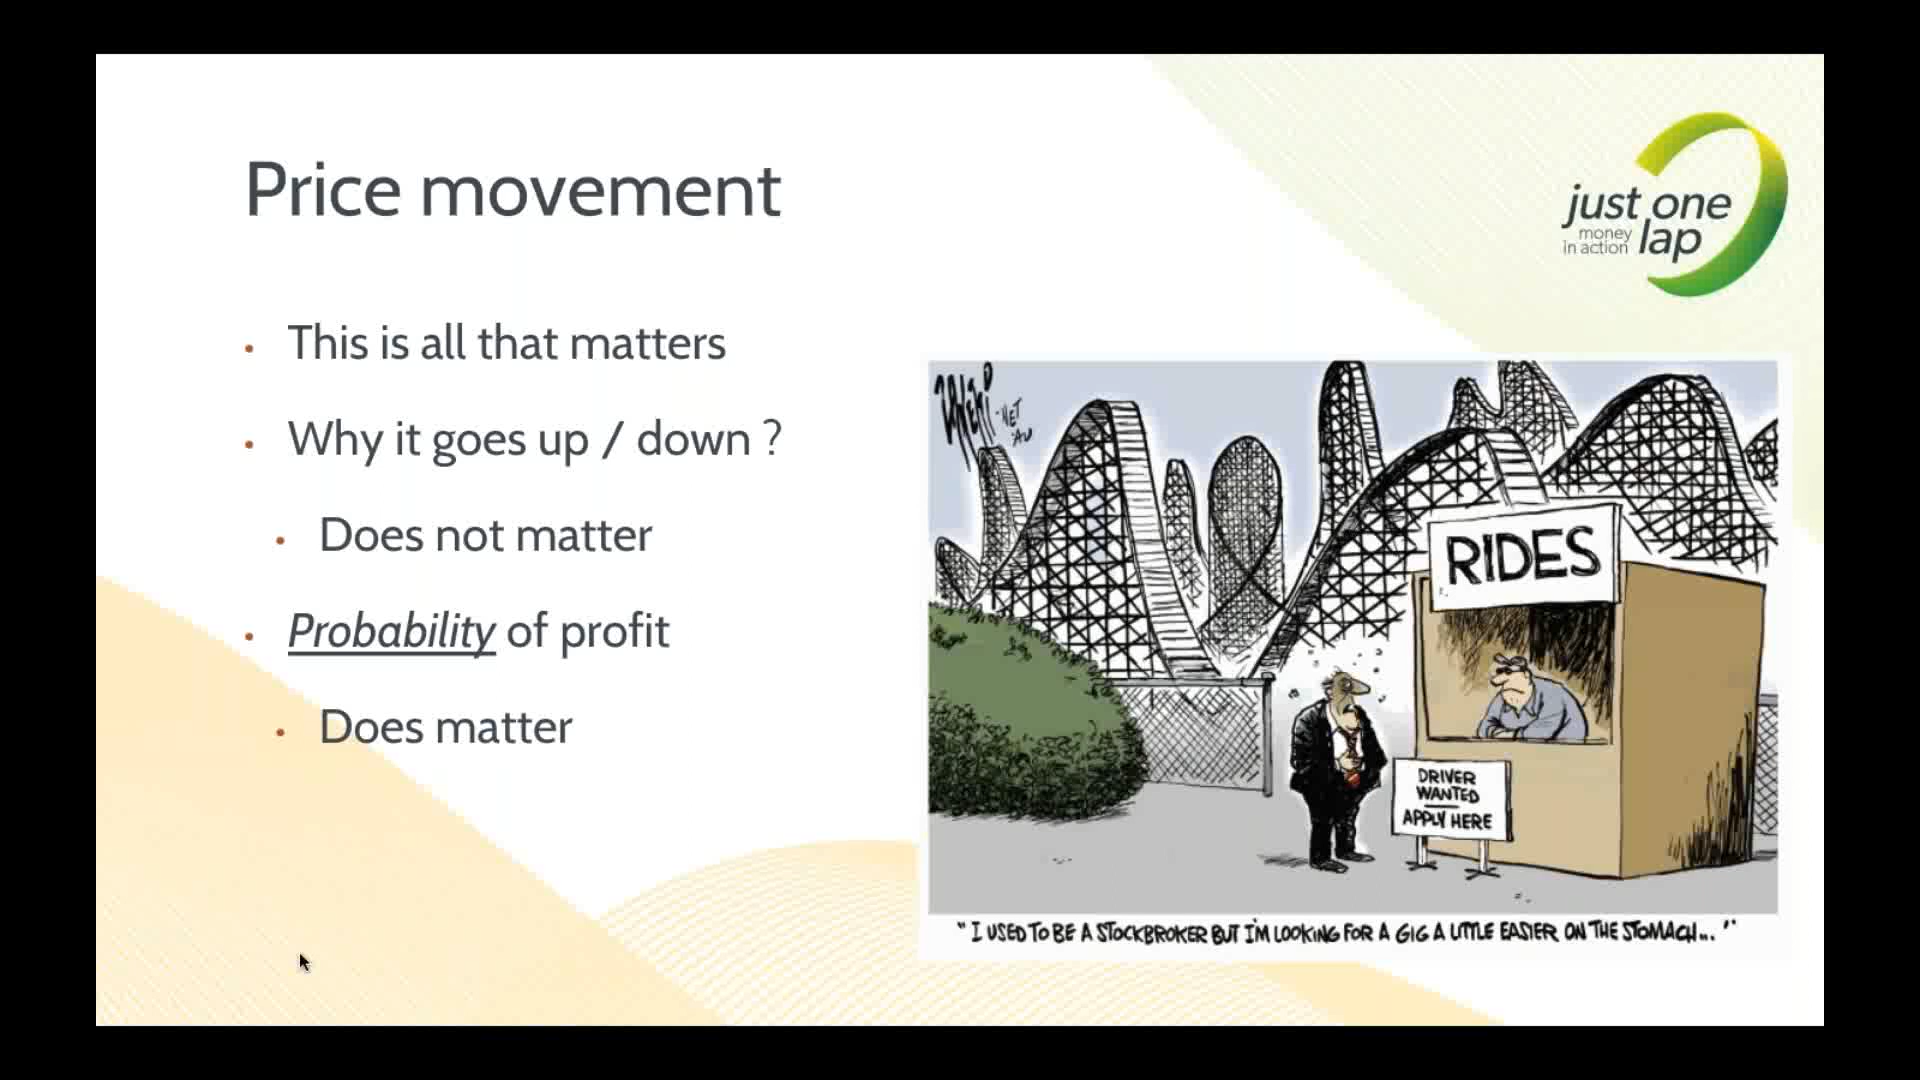 Price movement
just one
money lap
in action
This is all that matters
Why it goes up / down ?
Does not matter
Probability of profit
Does matter
.NET
.AU
RIDES
DRIVER
WANTED
APPLY HERE
"I USED TO BE A STOCKBROKER BUT I'M LOOKING FOR A GIG A LITTLE EASIER ON THE STOMACH..."